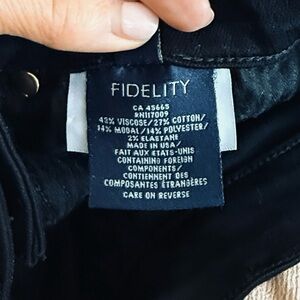 FIDELITY
CA 45665
RN117009
43% VISCOSE/27% COTTON/
14% MODAL/14% POLYESTER/
2% ELASTANE
MADE IN USA/
FAIT AUX ETATS-UNIS
CONTAINING FOREIGN
COMPONENTS/
CONTIENNENT DES
COMPOSANTES ÉTRANGÈRES
CARE ON REVERSE